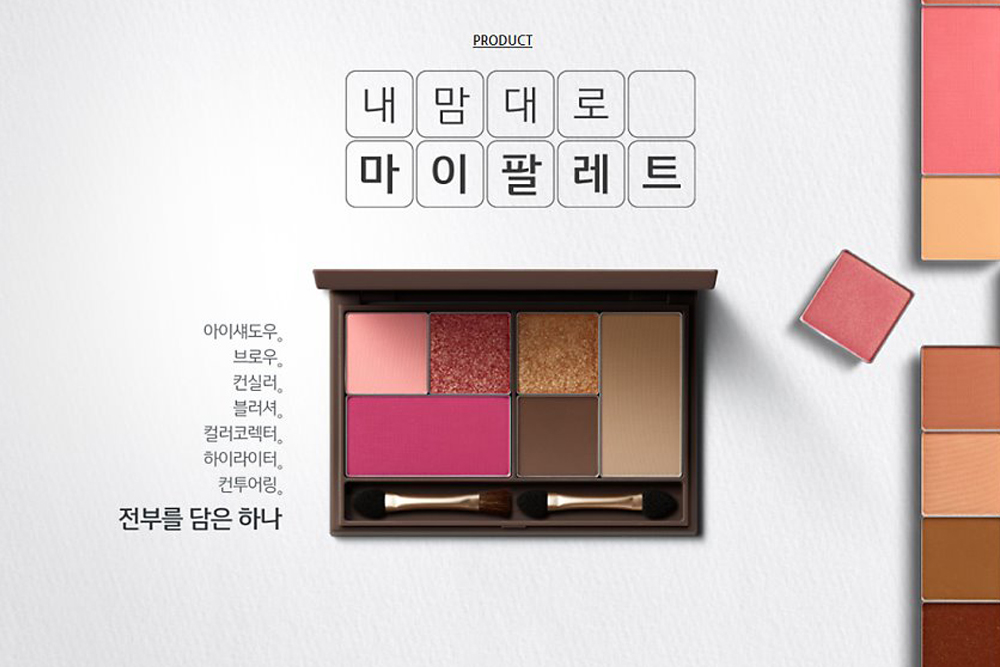 PRODUCT
내맘대로
마이팔레트
아이섀도우。
브로우。
컨실러。
블러셔。
컬러코렉터。
하이라이터。
컨투어링。
전부를 담은 하나